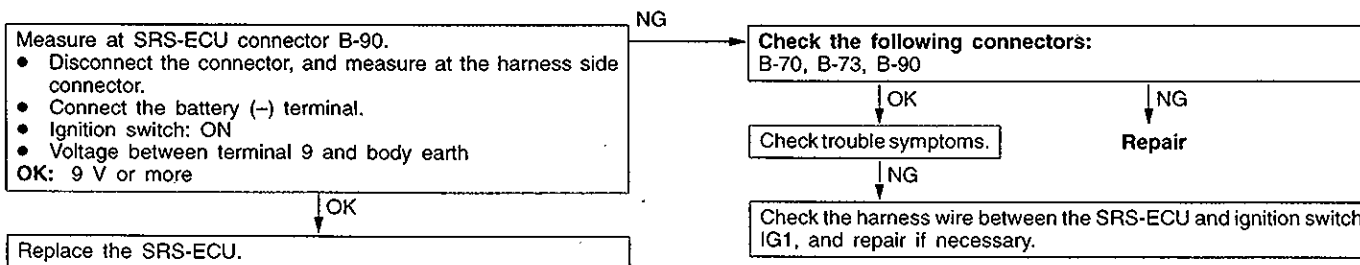 Measure at SRS-ECU connector B-90.
● Disconnect the connector, and measure at the harness side
connector.
● Connect the battery (–) terminal.
● Ignition switch: ON
● Voltage between terminal 9 and body earth
OK: 9 V or more
OK
Replace the SRS-ECU.
NG
Check the following connectors:
B-70, B-73, B-90
OK
NG
Check trouble symptoms.
Repair
NG
Check the harness wire between the SRS-ECU and ignition switch
IG1, and repair if necessary.